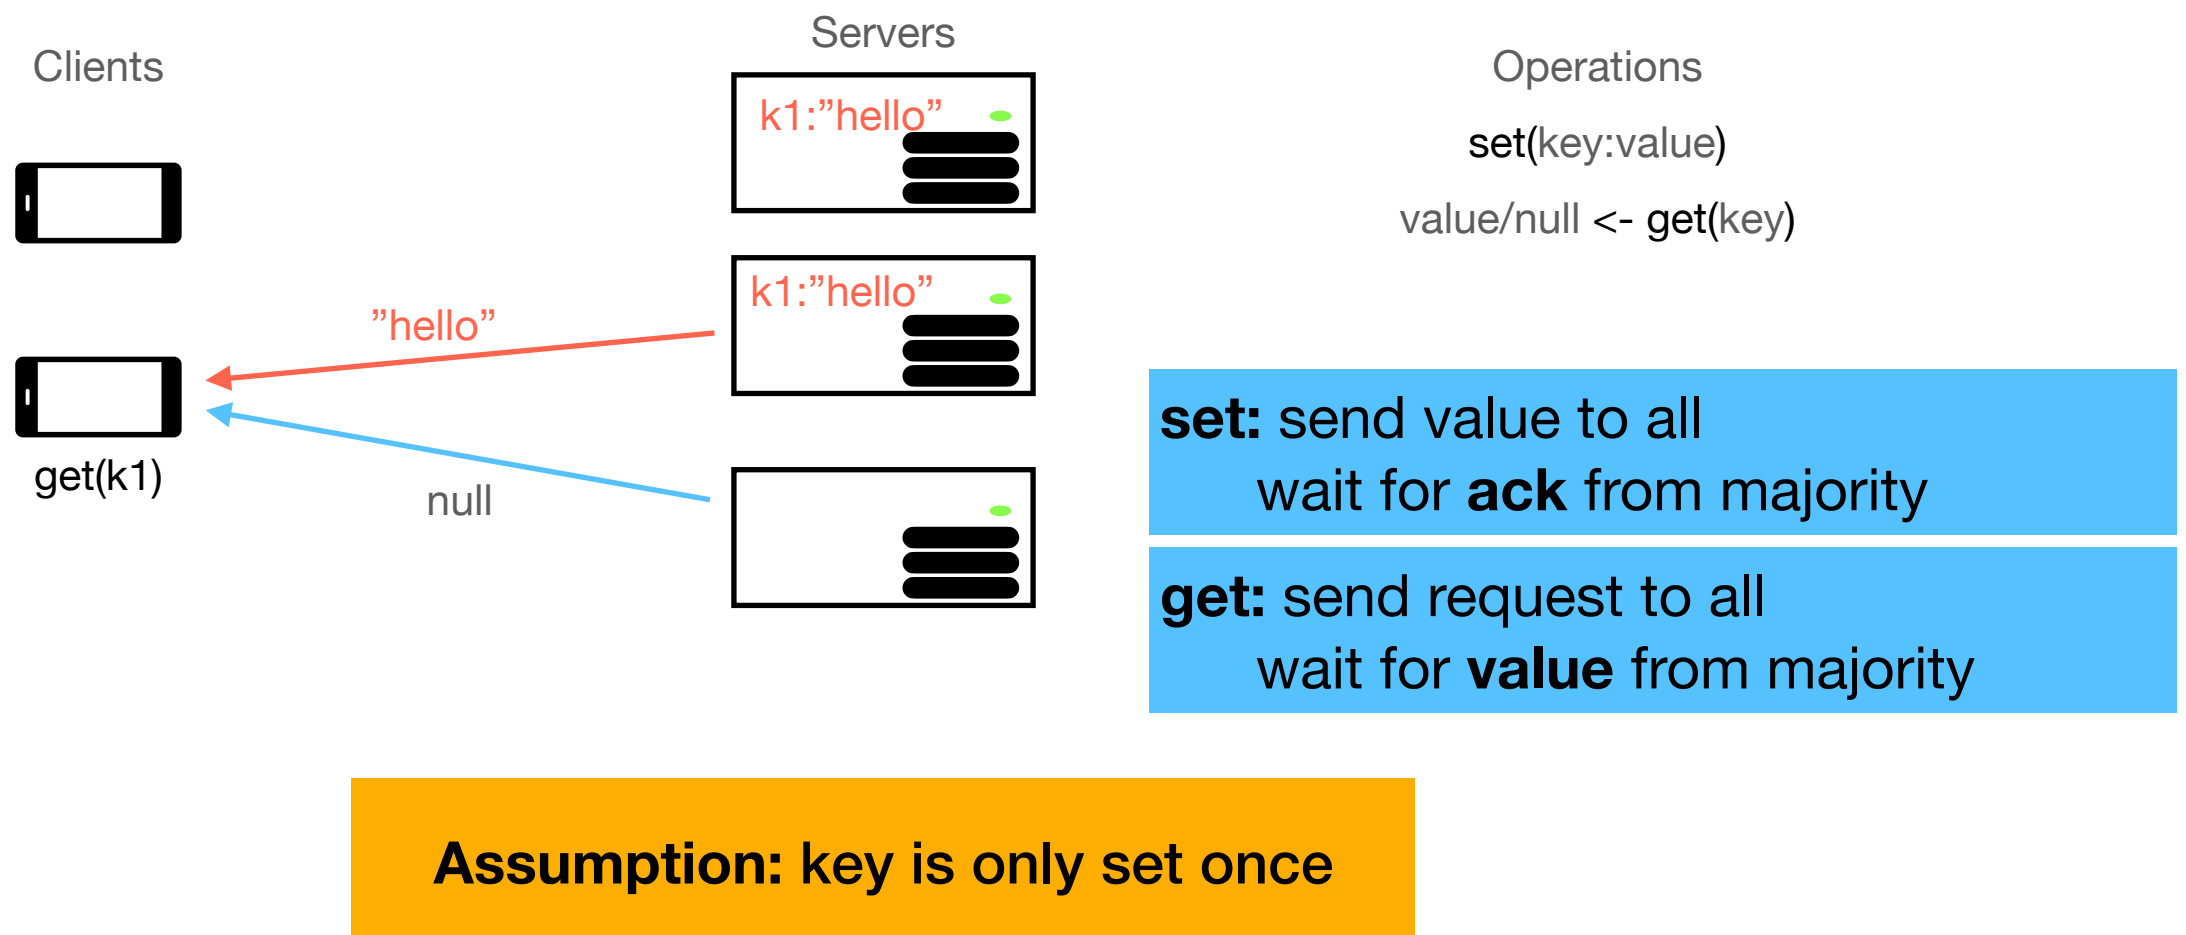 Clients
Servers
Operations
k1:”hello”
set(key:value)
value/null <- get(key)
k1:”hello”
”hello”
get(k1)
null
set: send value to all
wait for ack from majority
get: send request to all
wait for value from majority
Assumption: key is only set once